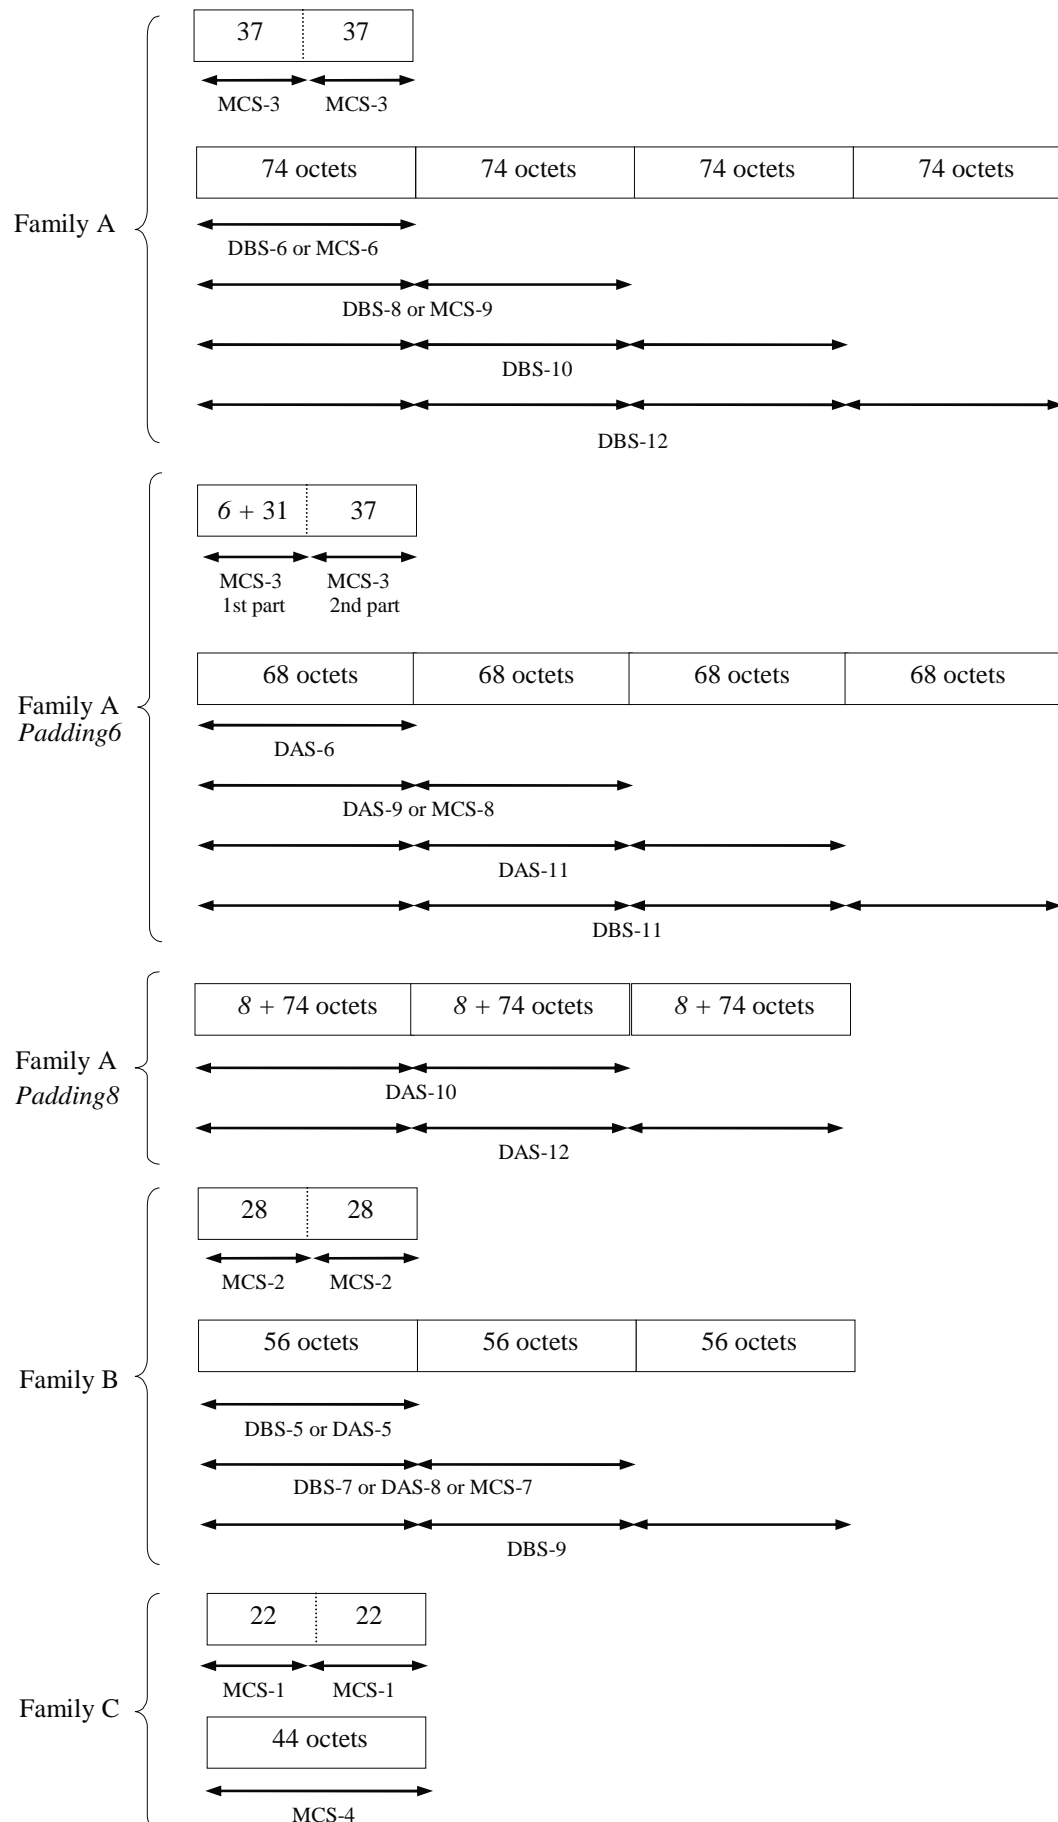 37 37
MCS-3 MCS-3
74 octets 74 octets 74 octets 74 octets
Family A
DBS-6 or MCS-6
DBS-8 or MCS-9
DBS-10
DBS-12
6 + 31 37
MCS-3 MCS-3
1st part 2nd part
68 octets 68 octets 68 octets 68 octets
Family A
Padding6
DAS-6
DAS-9 or MCS-8
DAS-11
DBS-11
8 + 74 octets 8 + 74 octets 8 + 74 octets
Family A
Padding8
DAS-10
DAS-12
28 28
MCS-2 MCS-2
56 octets 56 octets 56 octets
Family B
DBS-5 or DAS-5
DBS-7 or DAS-8 or MCS-7
DBS-9
22 22
MCS-1 MCS-1
Family C
44 octets
MCS-4